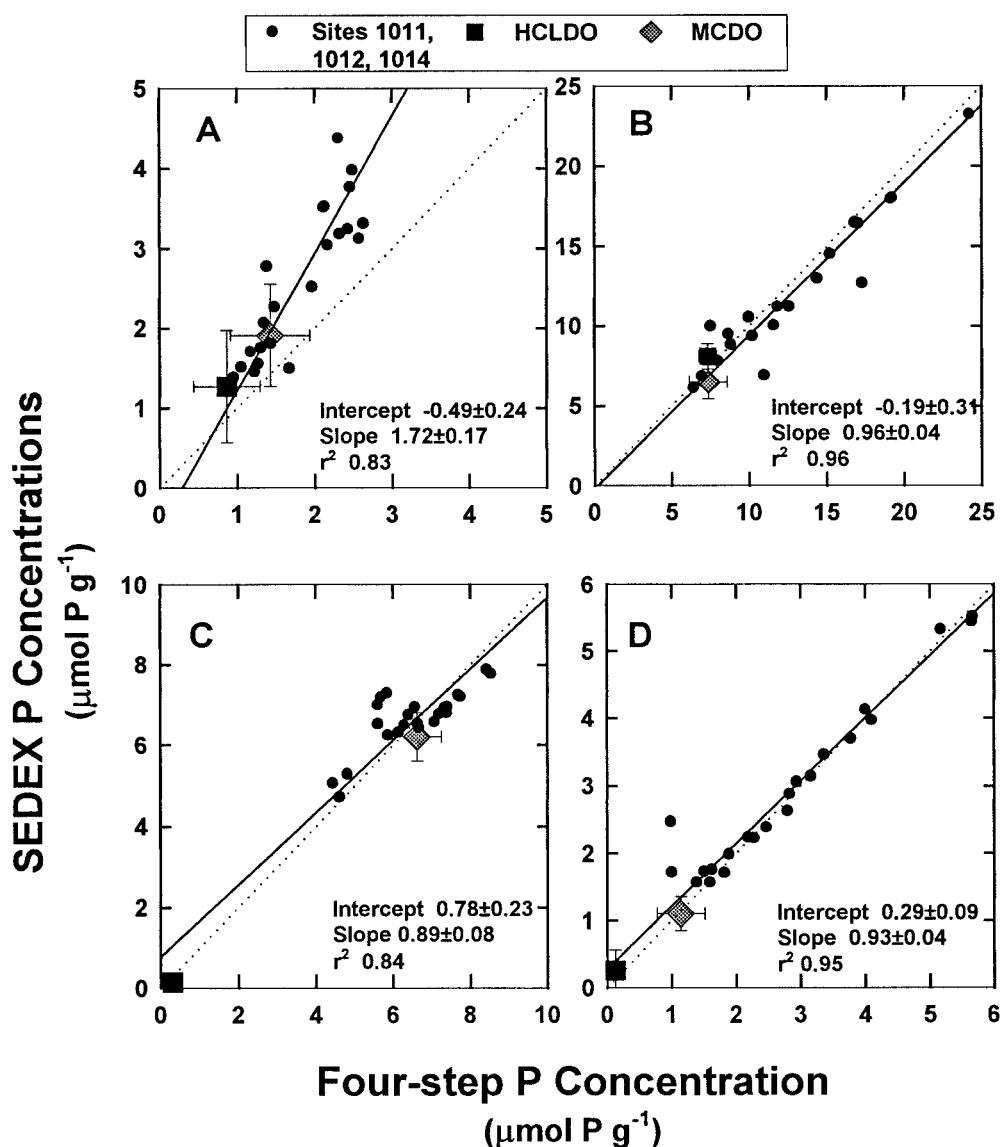 Sites 1011, HCLDO MCDO
1012, 1014
A
5
4
3
2
1
0
0 1 2 3 4 5
Intercept -0.49±0.24
Slope 1.72±0.17
r² 0.83
B
25
20
15
10
5
0
0 5 10 15 20 25
Intercept -0.19±0.31
Slope 0.96±0.04
r² 0.96
C
10
8
6
4
2
0
0 2 4 6 8 10
Intercept 0.78±0.23
Slope 0.89±0.08
r² 0.84
D
6
5
4
3
2
1
0
0 1 2 3 4 5 6
Intercept 0.29±0.09
Slope 0.93±0.04
r² 0.95
SEDEX P Concentrations
(μmol P g⁻¹)
Four-step P Concentration
(μmol P g⁻¹)